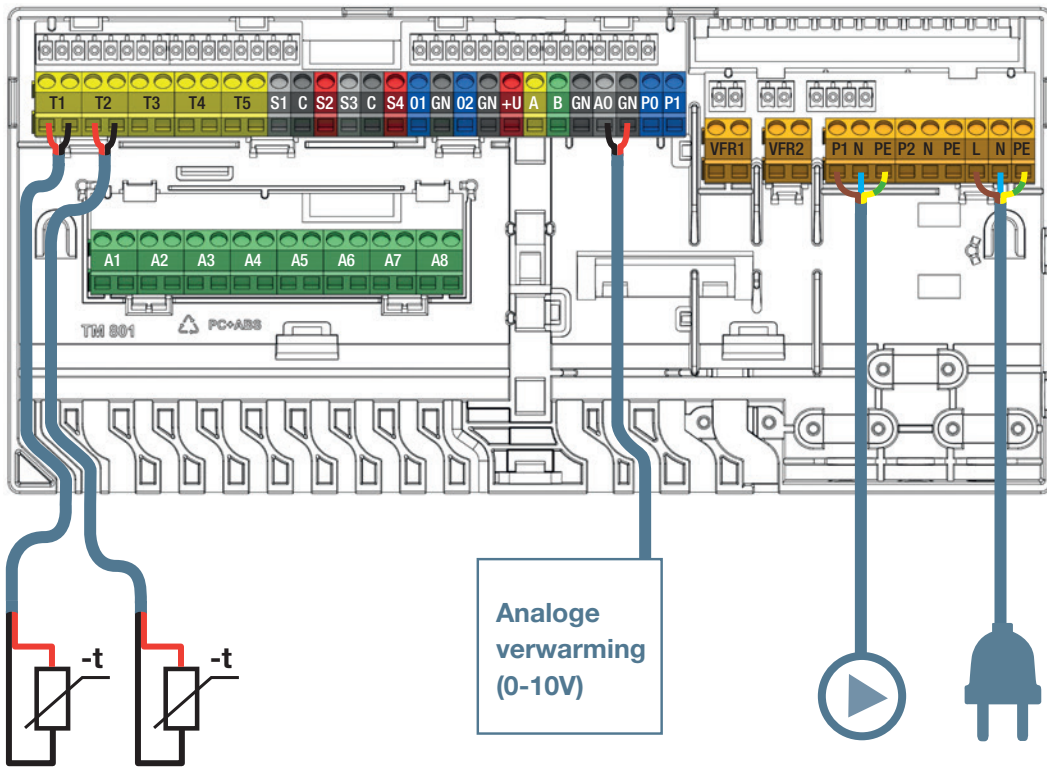 T1 T2 T3 T4 T5 S1 C S2 S3 C S4 O1 GN O2 GN +U A B GN AO GN P0 P1
VFR1 VFR2 P1 N PE P2 N PE L N PE
A1 A2 A3 A4 A5 A6 A7 A8
TM 801 PC+ABS
Analoge
verwarming
(0-10V)
-t -t